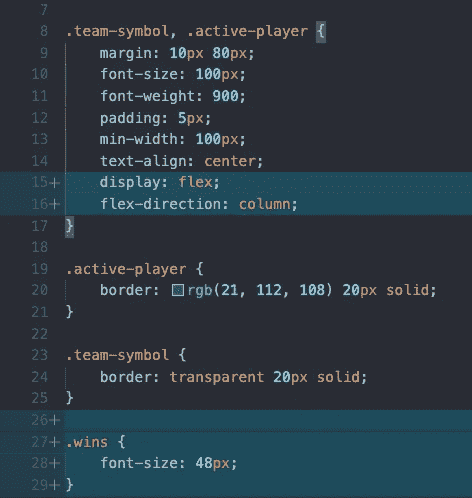 7
8 .team-symbol, .active-player {
9     margin: 10px 80px;
10     font-size: 100px;
11     font-weight: 900;
12     padding: 5px;
13     min-width: 100px;
14     text-align: center;
15+     display: flex;
16+     flex-direction: column;
17 }
18
19 .active-player {
20     border: rgb(21, 112, 108) 20px solid;
21 }
22
23 .team-symbol {
24     border: transparent 20px solid;
25 }
26+
27+ .wins {
28+     font-size: 48px;
29+ }